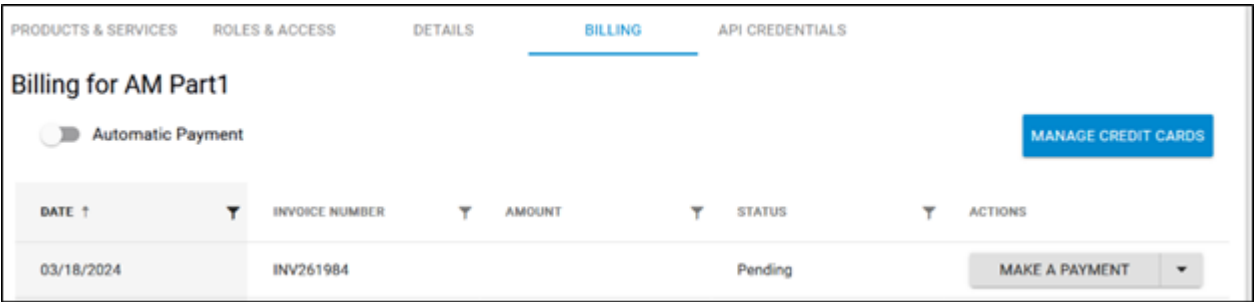 PRODUCTS & SERVICES ROLES & ACCESS DETAILS BILLING API CREDENTIALS
Billing for AM Part1
Automatic Payment MANAGE CREDIT CARDS
DATE ↑ INVOICE NUMBER AMOUNT STATUS ACTIONS
03/18/2024 INV261984 Pending MAKE A PAYMENT